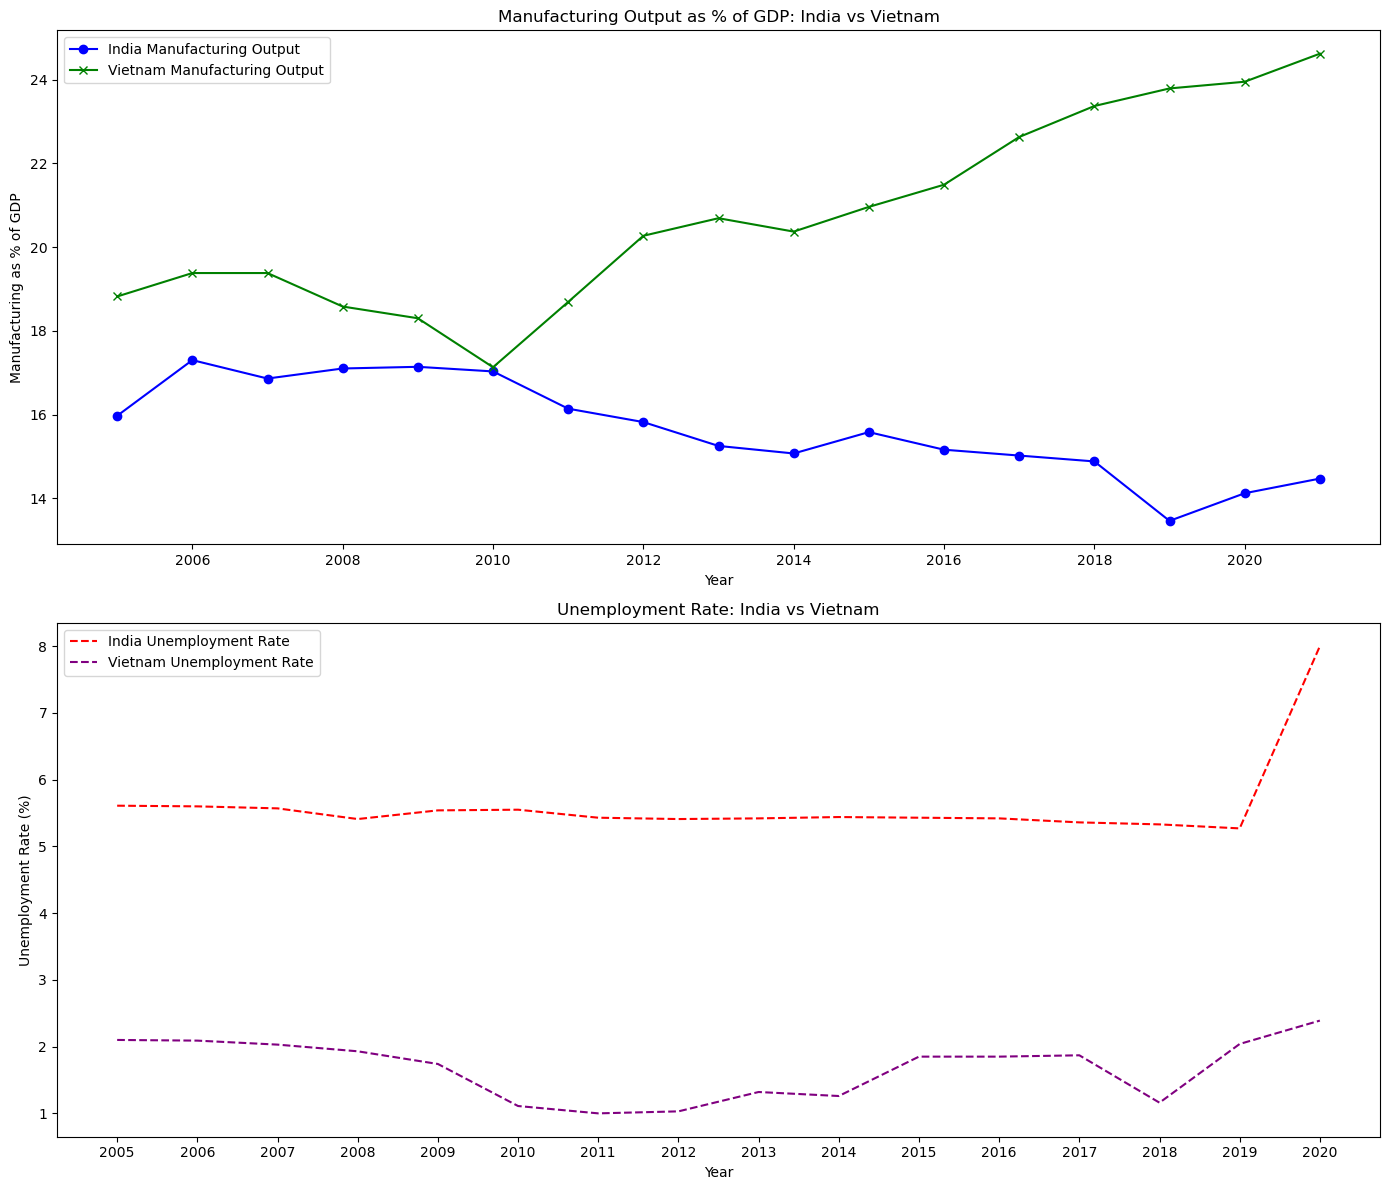 Manufacturing Output as % of GDP: India vs Vietnam
India Manufacturing Output
Vietnam Manufacturing Output
24
22
20
18
16
14
Manufacturing as % of GDP
2006 2008 2010 2012 2014 2016 2018 2020
Year
Unemployment Rate: India vs Vietnam
India Unemployment Rate
Vietnam Unemployment Rate
8
7
6
5
4
3
2
1
Unemployment Rate (%)
2005 2006 2007 2008 2009 2010 2011 2012 2013 2014 2015 2016 2017 2018 2019 2020
Year